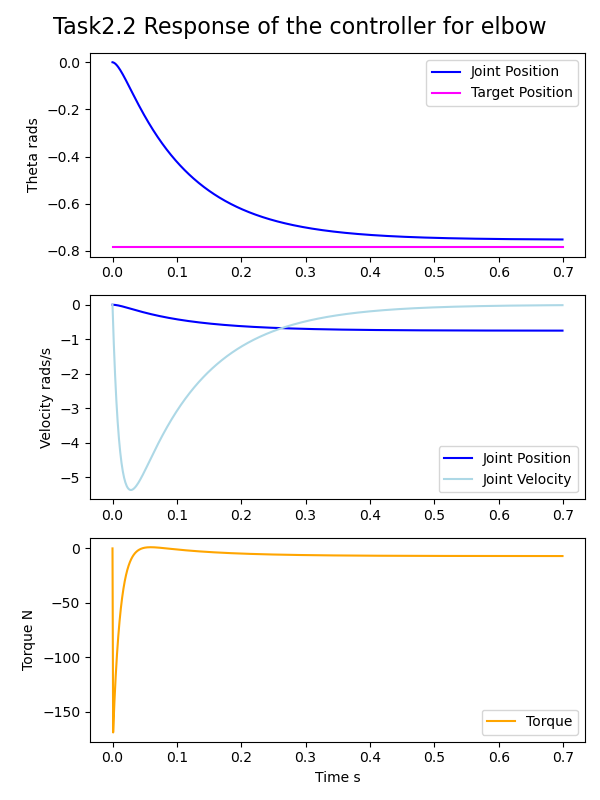 Task2.2 Response of the controller for elbow
0.0
−0.2
−0.4
−0.6
−0.8
Theta rads
Joint Position
Target Position
0.0 0.1 0.2 0.3 0.4 0.5 0.6 0.7
0
−1
−2
−3
−4
−5
Velocity rads/s
Joint Position
Joint Velocity
0.0 0.1 0.2 0.3 0.4 0.5 0.6 0.7
0
−50
−100
−150
Torque N
Torque
0.0 0.1 0.2 0.3 0.4 0.5 0.6 0.7
Time s